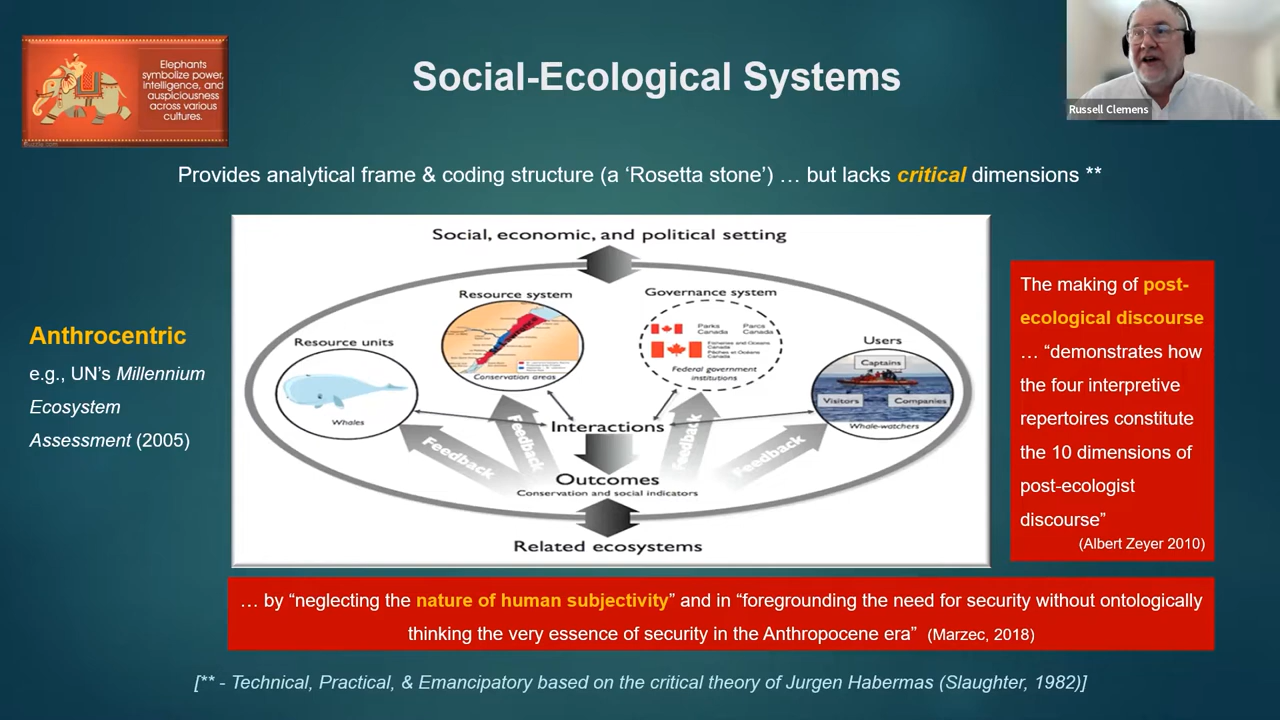 Elephants
symbolize power,
intelligence, and
auspiciousness
across various
cultures.
Social-Ecological Systems
Russell Clemens
Provides analytical frame & coding structure (a ‘Rosetta stone’) … but lacks critical dimensions **
Anthrocentric
e.g., UN’s Millennium
Ecosystem
Assessment (2005)
Social, economic, and political setting
Resource system
Conservation areas
Governance system
Parks Canada
Parcs Canada
Fisheries and Oceans Canada
Pêches et Océans Canada
Federal government
institutions
Resource units
Whales
Users
Captains
Visitors
Companies
Whale-watchers
Interactions
Feedback
Feedback
Feedback
Feedback
Outcomes
Conservation and social indicators
Related ecosystems
The making of post-
ecological discourse
… “demonstrates how
the four interpretive
repertoires constitute
the 10 dimensions of
post-ecologist
discourse”
(Albert Zeyer 2010)
… by “neglecting the nature of human subjectivity” and in “foregrounding the need for security without ontologically
thinking the very essence of security in the Anthropocene era” (Marzec, 2018)
[** - Technical, Practical, & Emancipatory based on the critical theory of Jurgen Habermas (Slaughter, 1982)]